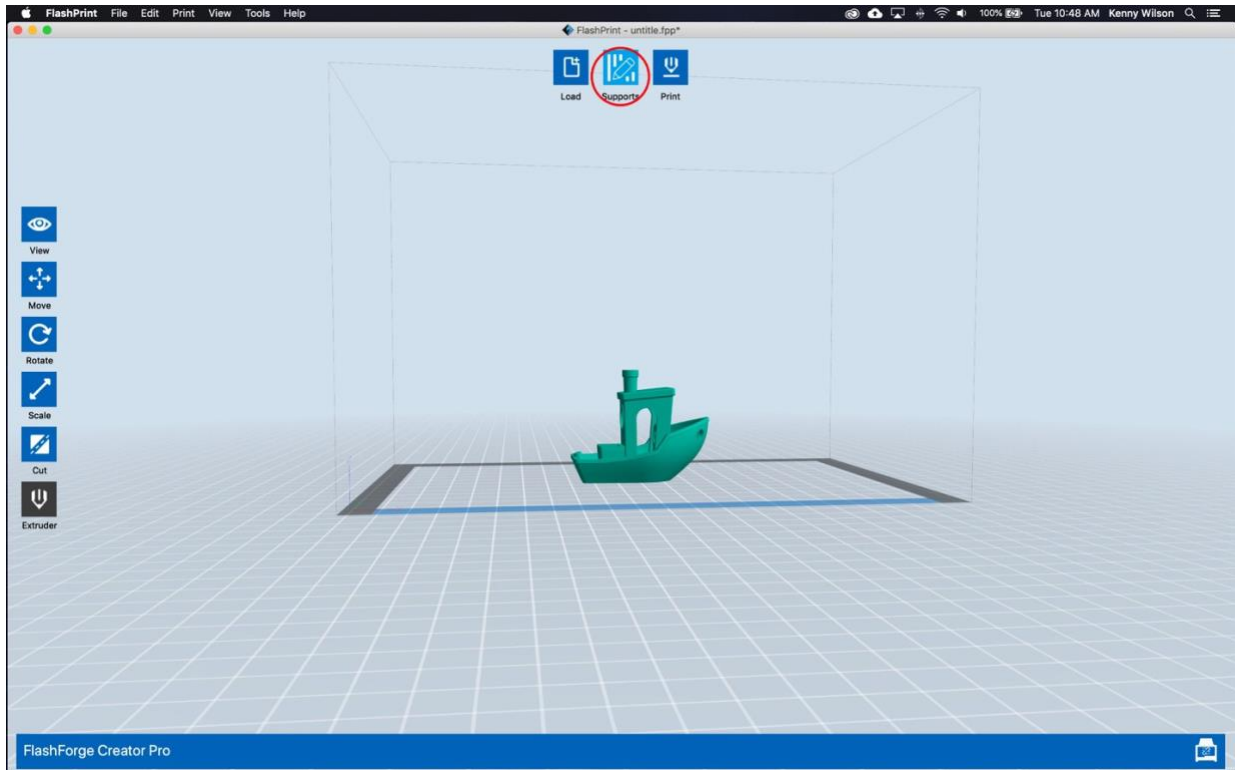 FlashPrint File Edit Print View Tools Help 100% Tue 10:48 AM Kenny Wilson
FlashPrint - untitle.fpp*
Load Supports Print
View
Move
Rotate
Scale
Cut
Extruder
FlashForge Creator Pro